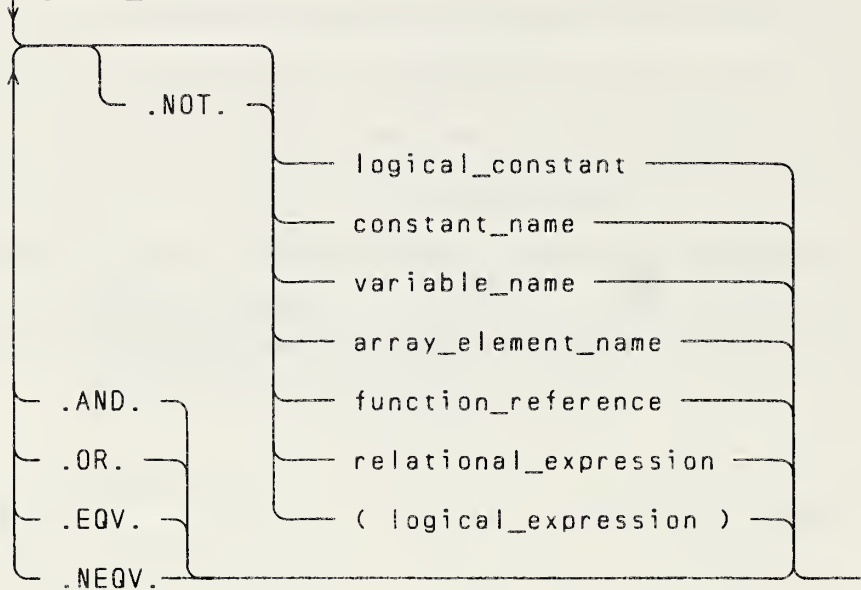 .NOT.
logical_constant
constant_name
variable_name
array_element_name
.AND. function_reference
.OR. relational_expression
.EQV. ( logical_expression )
.NEQV.